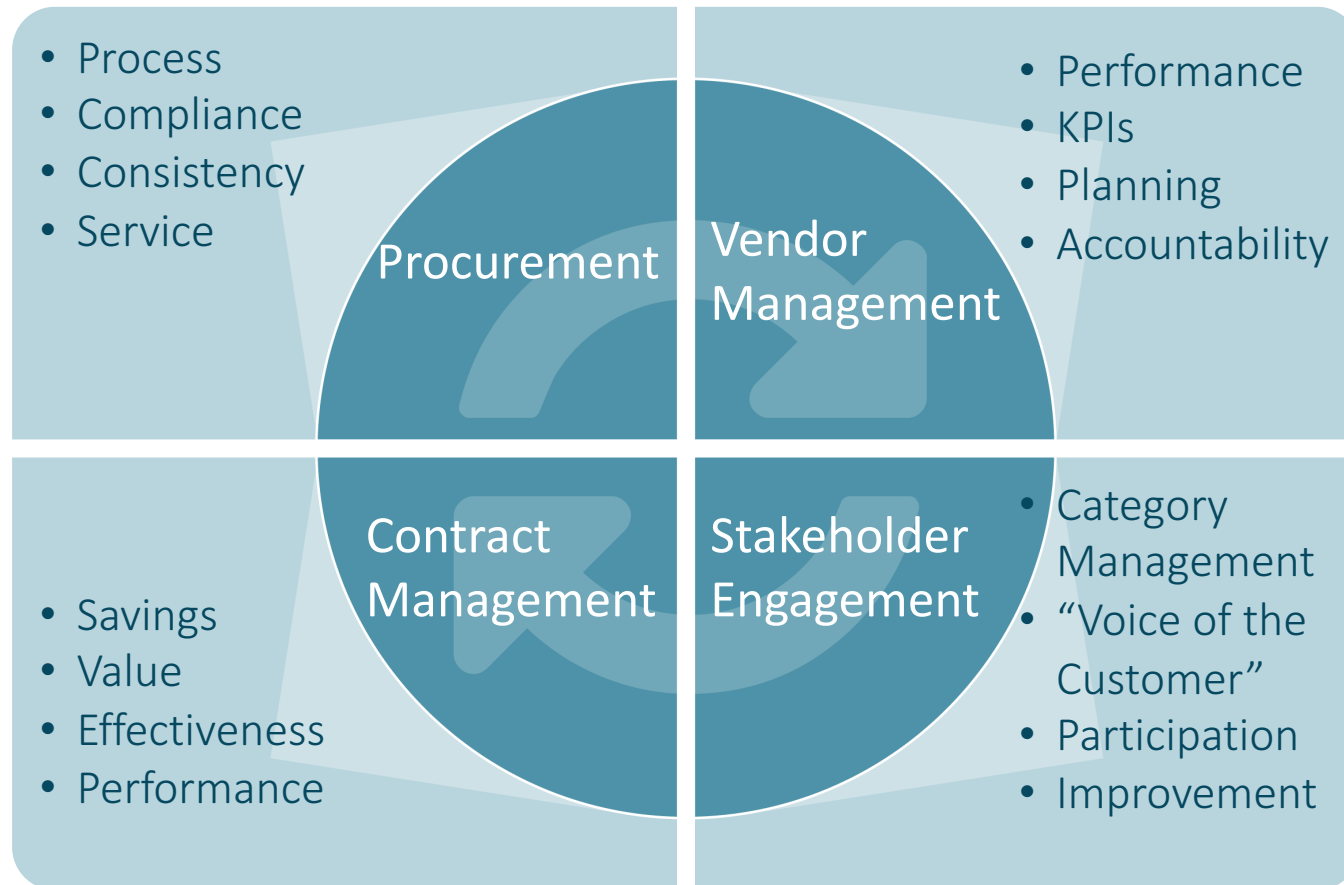 • Process
• Compliance
• Consistency
• Service
Procurement
• Performance
• KPIs
• Planning
• Accountability
Vendor
Management
• Savings
• Value
• Effectiveness
• Performance
Contract
Management
• Category
Management
• “Voice of the
Customer”
• Participation
• Improvement
Stakeholder
Engagement